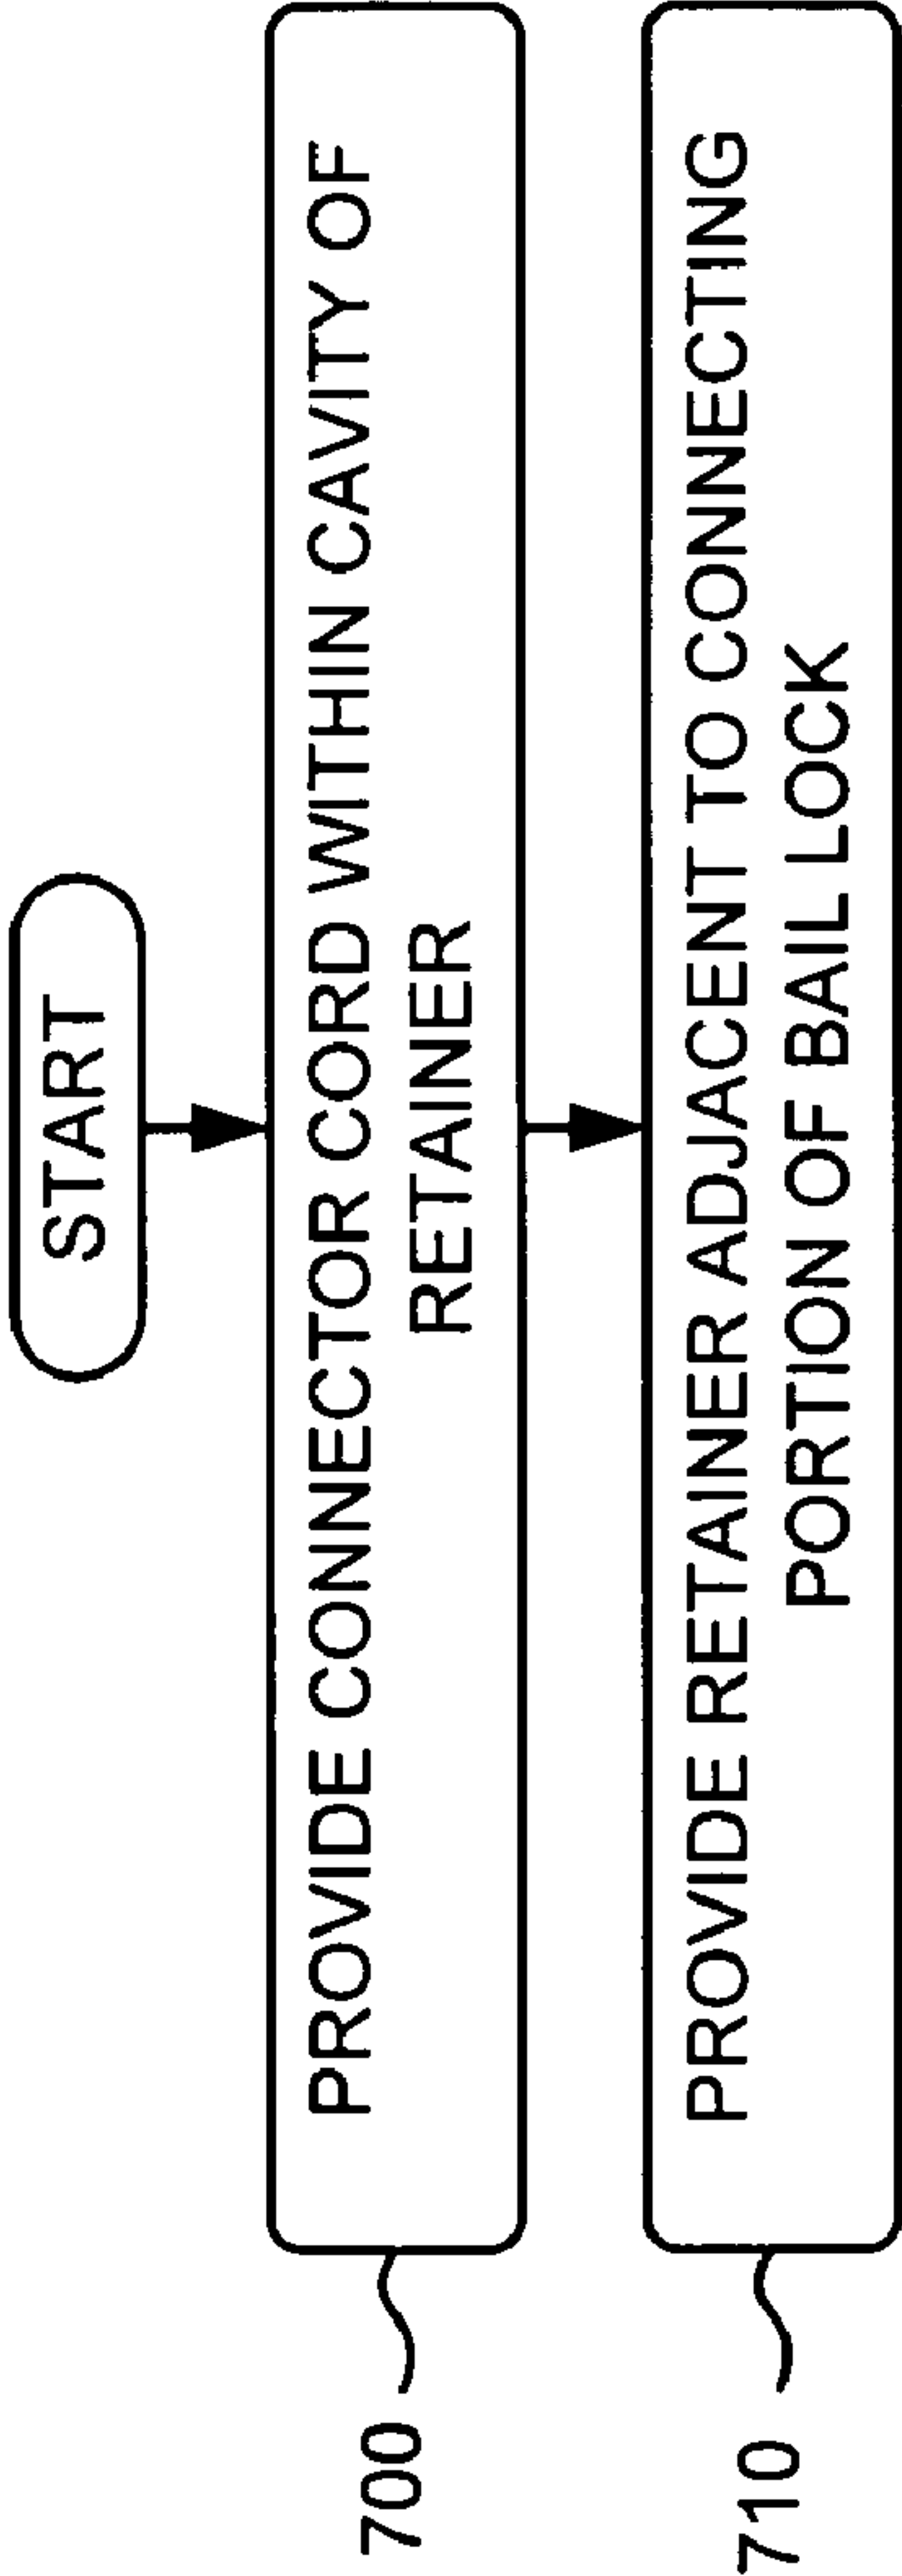 START
700
PROVIDE CONNECTOR CORD WITHIN CAVITY OF
RETAINER
710
PROVIDE RETAINER ADJACENT TO CONNECTING
PORTION OF BAIL LOCK